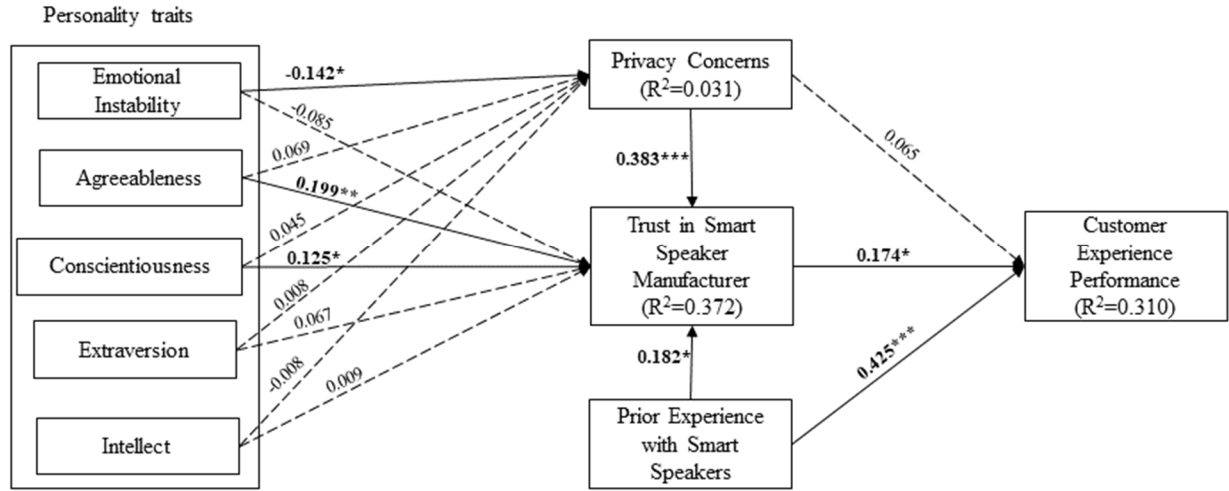 Personality traits
Emotional
Instability
Agreeableness
Conscientiousness
Extraversion
Intellect
-0.142*
-0.085
0.069
0.199**
0.045
0.125*
0.008
0.067
-0.008
0.009
Privacy Concerns
(R²=0.031)
0.383***
Trust in Smart
Speaker
Manufacturer
(R²=0.372)
0.182*
Prior Experience
with Smart
Speakers
0.065
0.174*
0.425***
Customer
Experience
Performance
(R²=0.310)